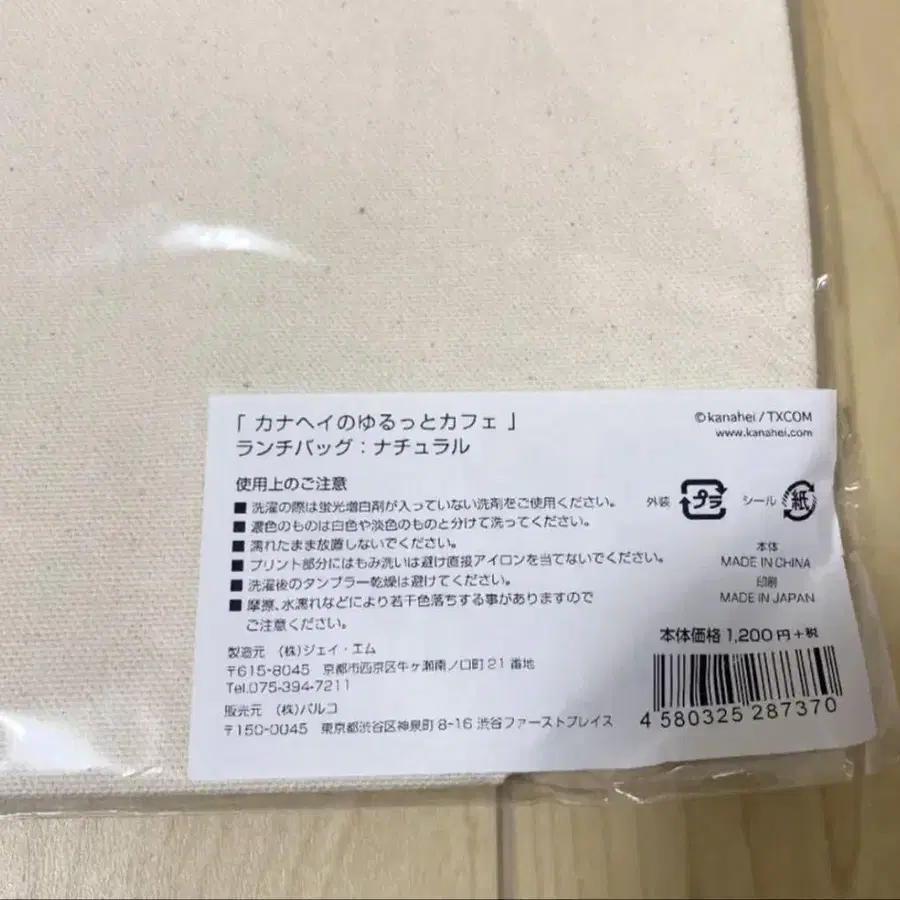 「 カナヘイのゆるっとカフェ 」
ランチバッグ：ナチュラル
©kanahei / TXCOM
www.kanahei.com
使用上のご注意
■ 洗濯の際は蛍光増白剤が入っていない洗剤をご使用ください。
■ 濃色のものは白色や淡色のものと分けて洗ってください。
■ 濡れたまま放置しないでください。
■ プリント部分にはもみ洗いは避け直接アイロンを当てないでください。
■ 洗濯後のタンブラー乾燥は避けてください。
■ 摩擦、水濡れなどにより若干色落ちする事がありますので
ご注意ください。
外装 プラ シール 紙
本体
MADE IN CHINA
印刷
MADE IN JAPAN
本体価格 1,200 円 + 税
4 580325 287370
製造元 （株）ジェイ・エム
〒615-8045 京都市西京区牛ヶ瀬南ノ口町 21 番地
Tel.075-394-7211
販売元 （株）パルコ
〒150-0045 東京都渋谷区神泉町 8-16 渋谷ファーストプレイス